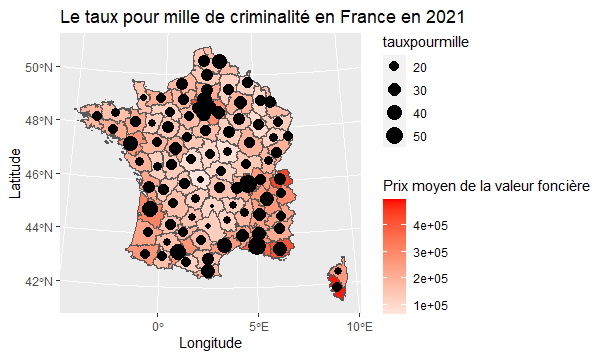 Le taux pour mille de criminalité en France en 2021
tauxpourmille
20
30
40
50
Prix moyen de la valeur foncière
4e+05
3e+05
2e+05
1e+05
50°N
48°N
46°N
44°N
42°N
Latitude
0°
5°E
10°E
Longitude